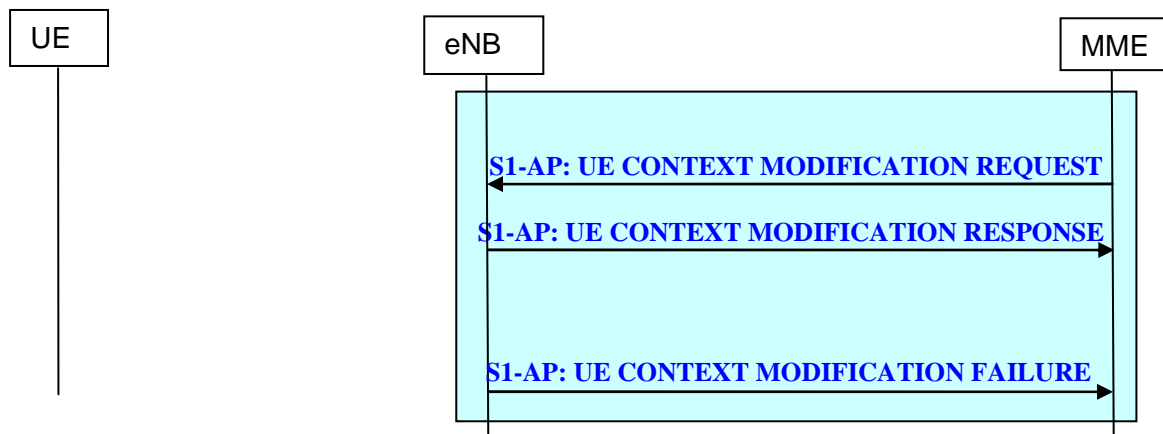 UE
eNB
MME
S1-AP: UE CONTEXT MODIFICATION REQUEST
S1-AP: UE CONTEXT MODIFICATION RESPONSE
S1-AP: UE CONTEXT MODIFICATION FAILURE